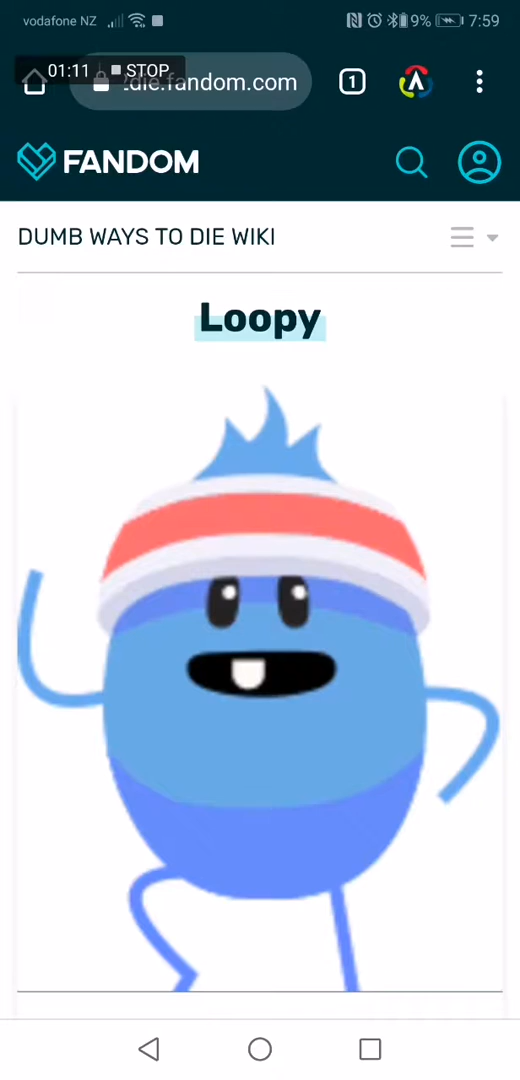 vodafone NZ 9% 7:59
01:11 STOP
die.fandom.com 1
FANDOM
DUMB WAYS TO DIE WIKI
Loopy